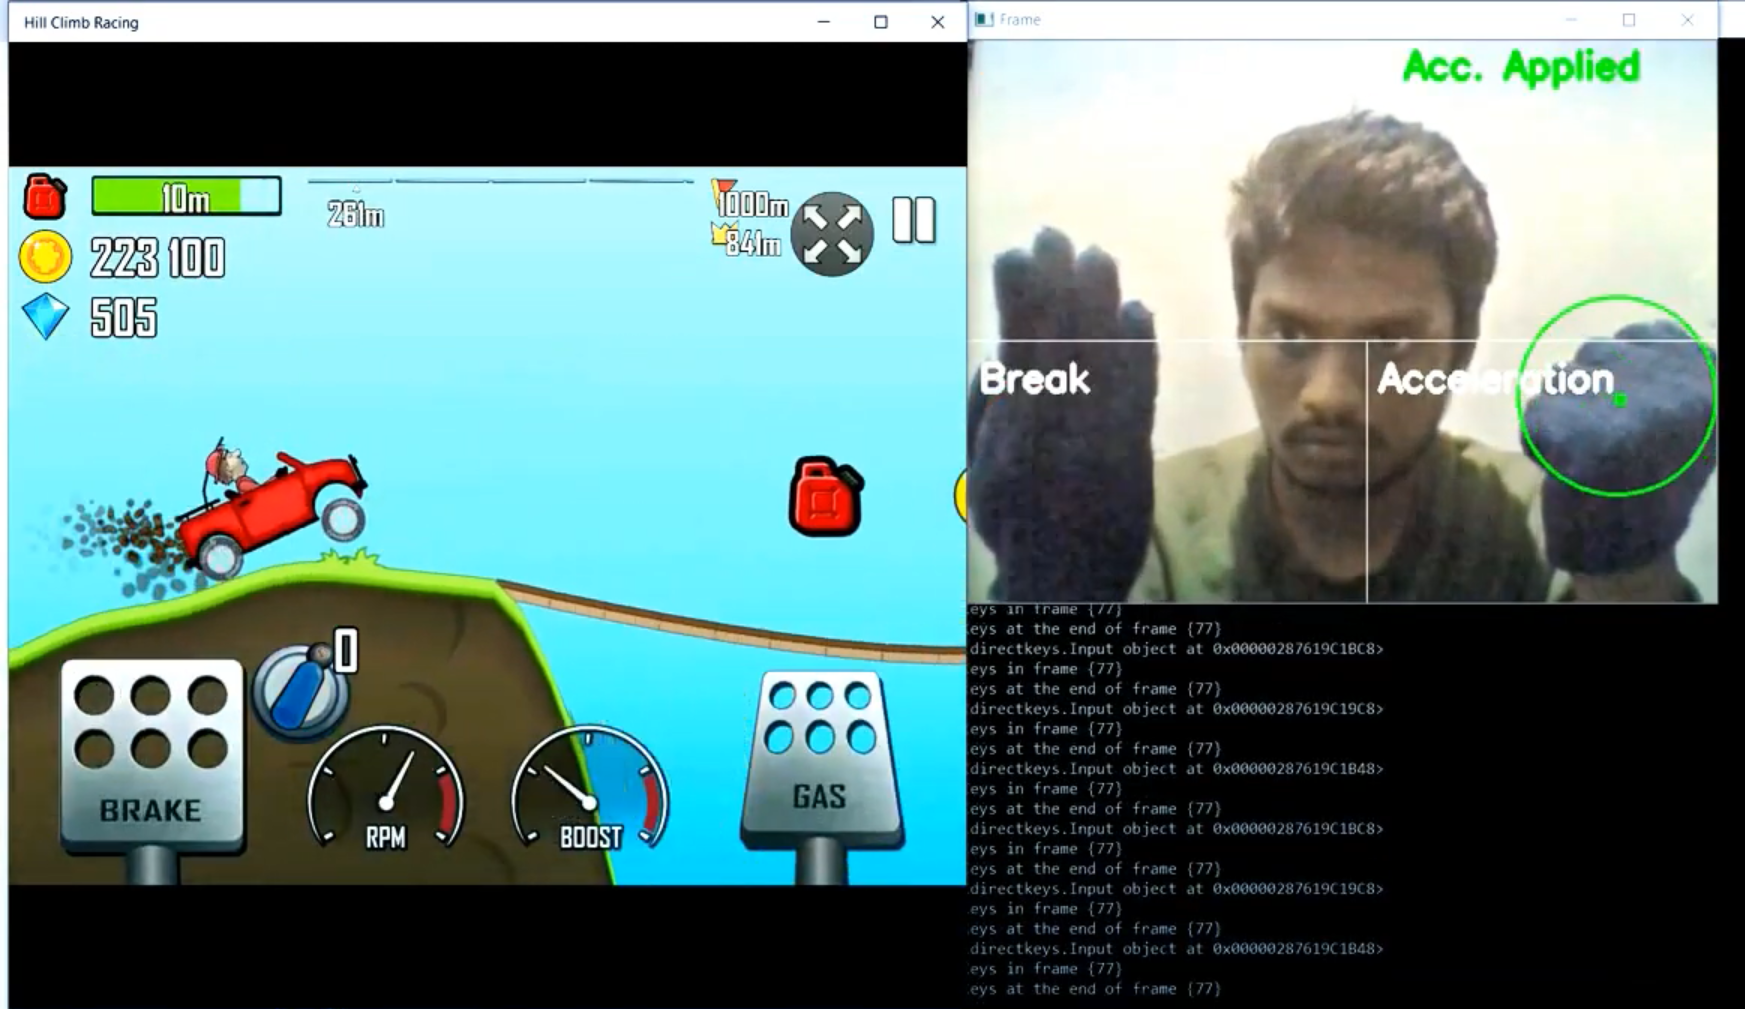 Hill Climb Racing
10m
261m
1000m
841m
223 100
505
0
BRAKE
RPM
BOOST
GAS
Frame
Acc. Applied
Break
Acceleration
eys in frame {77}
eys at the end of frame {77}
directkeys.Input object at 0x00000287619C1BC8>
eys in frame {77}
eys at the end of frame {77}
directkeys.Input object at 0x00000287619C19C8>
eys in frame {77}
eys at the end of frame {77}
directkeys.Input object at 0x00000287619C1B48>
eys in frame {77}
eys at the end of frame {77}
directkeys.Input object at 0x00000287619C1BC8>
eys in frame {77}
eys at the end of frame {77}
directkeys.Input object at 0x00000287619C19C8>
eys in frame {77}
eys at the end of frame {77}
directkeys.Input object at 0x00000287619C1B48>
eys in frame {77}
eys at the end of frame {77}